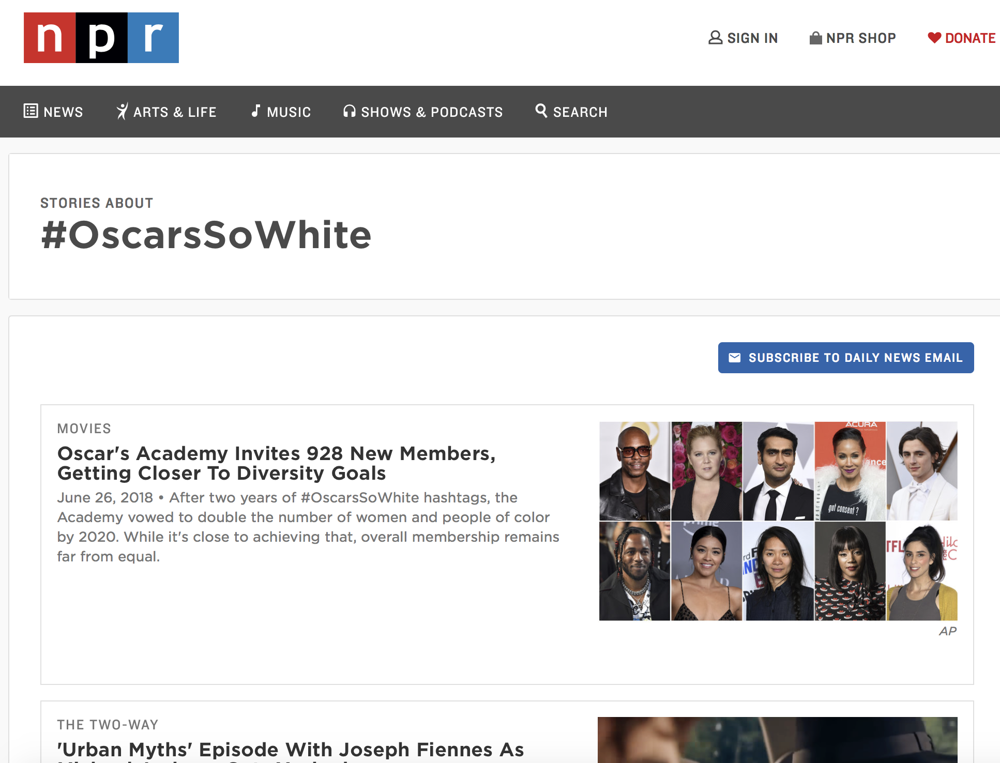 npr
SIGN IN
NPR SHOP
DONATE
NEWS
ARTS & LIFE
MUSIC
SHOWS & PODCASTS
SEARCH
STORIES ABOUT
#OscarsSoWhite
SUBSCRIBE TO DAILY NEWS EMAIL
MOVIES
Oscar's Academy Invites 928 New Members,
Getting Closer To Diversity Goals
June 26, 2018 • After two years of #OscarsSoWhite hashtags, the
Academy vowed to double the number of women and people of color
by 2020. While it's close to achieving that, overall membership remains
far from equal.
ACURA
got consent?
prime
AP
THE TWO-WAY
'Urban Myths' Episode With Joseph Fiennes As